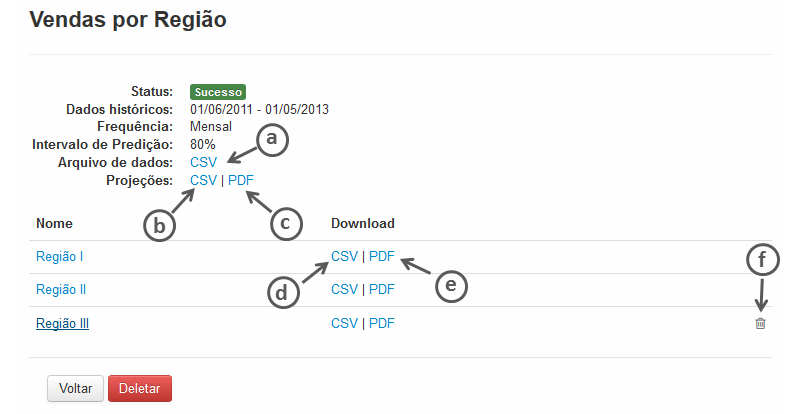 Vendas por Região
Status: Sucesso
Dados históricos: 01/06/2011 - 01/05/2013
Frequência: Mensal
Intervalo de Predição: 80%
a
Arquivo de dados: CSV
Projeções: CSV | PDF
b
c
Nome Download
Região I CSV | PDF
f
d
e
Região II CSV | PDF
Região III CSV | PDF
Voltar Deletar